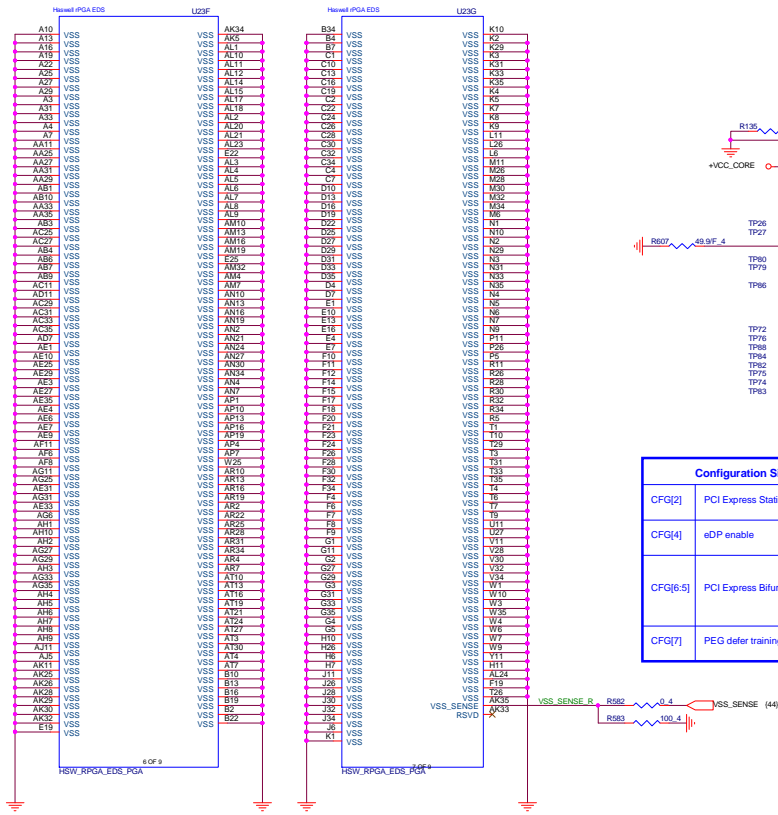 Haswell rPGA EDS
U23F
A10 VSS VSS AK34
A13 VSS VSS AK5
A16 VSS VSS AL1
A19 VSS VSS AL10
A22 VSS VSS AL11
A25 VSS VSS AL12
A27 VSS VSS AL14
A29 VSS VSS AL15
A3 VSS VSS AL17
A31 VSS VSS AL18
A33 VSS VSS AL2
A4 VSS VSS AL20
A7 VSS VSS AL21
AA11 VSS VSS AL23
AA25 VSS VSS E22
AA27 VSS VSS AL3
AA31 VSS VSS AL4
AA29 VSS VSS AL5
AB1 VSS VSS AL6
AB10 VSS VSS AL7
AA33 VSS VSS AL8
AA35 VSS VSS AL9
AB3 VSS VSS AM10
AC25 VSS VSS AM13
AC27 VSS VSS AM16
AB4 VSS VSS AM19
AB6 VSS VSS E25
AB7 VSS VSS AM32
AB9 VSS VSS AM4
AC11 VSS VSS AM7
AD11 VSS VSS AN10
AC29 VSS VSS AN13
AC31 VSS VSS AN16
AC33 VSS VSS AN19
AC35 VSS VSS AN2
AD7 VSS VSS AN21
AE1 VSS VSS AN24
AE10 VSS VSS AN27
AE25 VSS VSS AN30
AE29 VSS VSS AN34
AE3 VSS VSS AN4
AE27 VSS VSS AN7
AE35 VSS VSS AP1
AE4 VSS VSS AP10
AE6 VSS VSS AP13
AE7 VSS VSS AP16
AE9 VSS VSS AP19
AF11 VSS VSS AP4
AF6 VSS VSS AP7
AF8 VSS VSS W25
AG11 VSS VSS AR10
AG25 VSS VSS AR13
AE31 VSS VSS AR16
AG31 VSS VSS AR19
AE33 VSS VSS AR2
AG6 VSS VSS AR22
AH1 VSS VSS AR25
AH10 VSS VSS AR28
AH2 VSS VSS AR31
AG27 VSS VSS AR34
AG29 VSS VSS AR4
AH3 VSS VSS AR7
AG33 VSS VSS AT10
AG35 VSS VSS AT13
AH4 VSS VSS AT16
AH5 VSS VSS AT19
AH6 VSS VSS AT21
AH7 VSS VSS AT24
AH8 VSS VSS AT27
AH9 VSS VSS AT3
AJ11 VSS VSS AT30
AJ5 VSS VSS AT4
AK11 VSS VSS AT7
AK25 VSS VSS B10
AK26 VSS VSS B13
AK28 VSS VSS B16
AK29 VSS VSS B19
AK30 VSS VSS B2
AK32 VSS VSS B22
E19 VSS
6 OF 9
HSW_RPGA_EDS_PGA
Haswell rPGA EDS
U23G
B34 VSS VSS K10
B4 VSS VSS K2
B7 VSS VSS K29
C1 VSS VSS K3
C10 VSS VSS K31
C13 VSS VSS K33
C16 VSS VSS K35
C19 VSS VSS K4
C2 VSS VSS K5
C22 VSS VSS K7
C24 VSS VSS K8
C26 VSS VSS K9
C28 VSS VSS L11
C30 VSS VSS L26
C32 VSS VSS L6
C34 VSS VSS M11
C4 VSS VSS M26
C7 VSS VSS M28
D10 VSS VSS M30
D13 VSS VSS M32
D16 VSS VSS M34
D19 VSS VSS M6
D22 VSS VSS N1
D25 VSS VSS N10
D27 VSS VSS N2
D29 VSS VSS N29
D31 VSS VSS N3
D33 VSS VSS N31
D35 VSS VSS N33
D4 VSS VSS N35
D7 VSS VSS N4
E1 VSS VSS N5
E10 VSS VSS N6
E13 VSS VSS N7
E16 VSS VSS N9
E4 VSS VSS P11
E7 VSS VSS P26
F10 VSS VSS P5
F11 VSS VSS R11
F12 VSS VSS R26
F14 VSS VSS R28
F15 VSS VSS R30
F17 VSS VSS R32
F18 VSS VSS R34
F20 VSS VSS R5
F21 VSS VSS T1
F23 VSS VSS T10
F24 VSS VSS T29
F26 VSS VSS T3
F28 VSS VSS T31
F30 VSS VSS T33
F32 VSS VSS T35
F34 VSS VSS T4
F4 VSS VSS T6
F6 VSS VSS T7
F7 VSS VSS T9
F8 VSS VSS U11
F9 VSS VSS U27
G1 VSS VSS V11
G11 VSS VSS V28
G2 VSS VSS V30
G27 VSS VSS V32
G29 VSS VSS V34
G3 VSS VSS W1
G31 VSS VSS W10
G33 VSS VSS W3
G35 VSS VSS W35
G4 VSS VSS W4
G5 VSS VSS W6
H10 VSS VSS W7
H26 VSS VSS W9
H6 VSS VSS Y11
H7 VSS VSS H11
J11 VSS VSS AL24
J26 VSS VSS F19
J28 VSS VSS T26
J30 VSS VSS_SENSE AK35
J32 VSS RSVD AK33
J34 VSS
J6 VSS
K1 VSS
7 OF 9
HSW_RPGA_EDS_PGA
VSS_SENSE_R
R582 0_4
VSS_SENSE (44)
R583 100_4
R135
+VCC_CORE
TP26
TP27
R607 49.9/F_4
TP80
TP79
TP86
TP72
TP76
TP88
TP84
TP82
TP75
TP74
TP83
Configuration Si
CFG[2] PCI Express Stati
CFG[4] eDP enable
CFG[6:5] PCI Express Bifur
CFG[7] PEG defer training